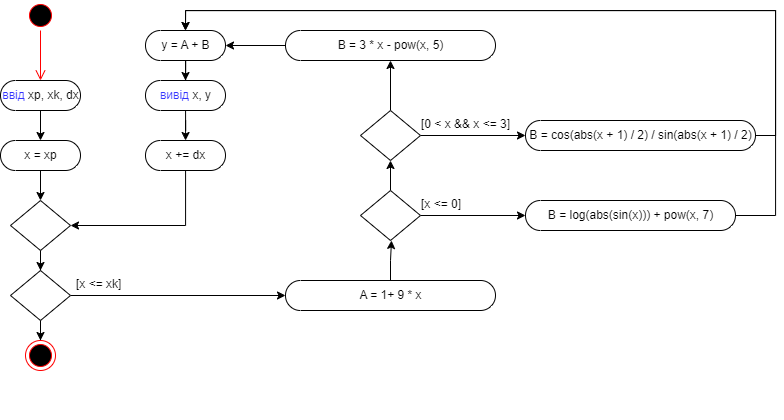 y = A + B
B = 3 * x - pow(x, 5)
ввід xp, xk, dx
вивід x, y
[0 < x && x <= 3]
B = cos(abs(x + 1) / 2) / sin(abs(x + 1) / 2)
x = xp
x += dx
[x <= 0]
B = log(abs(sin(x))) + pow(x, 7)
[x <= xk]
A = 1+ 9 * x